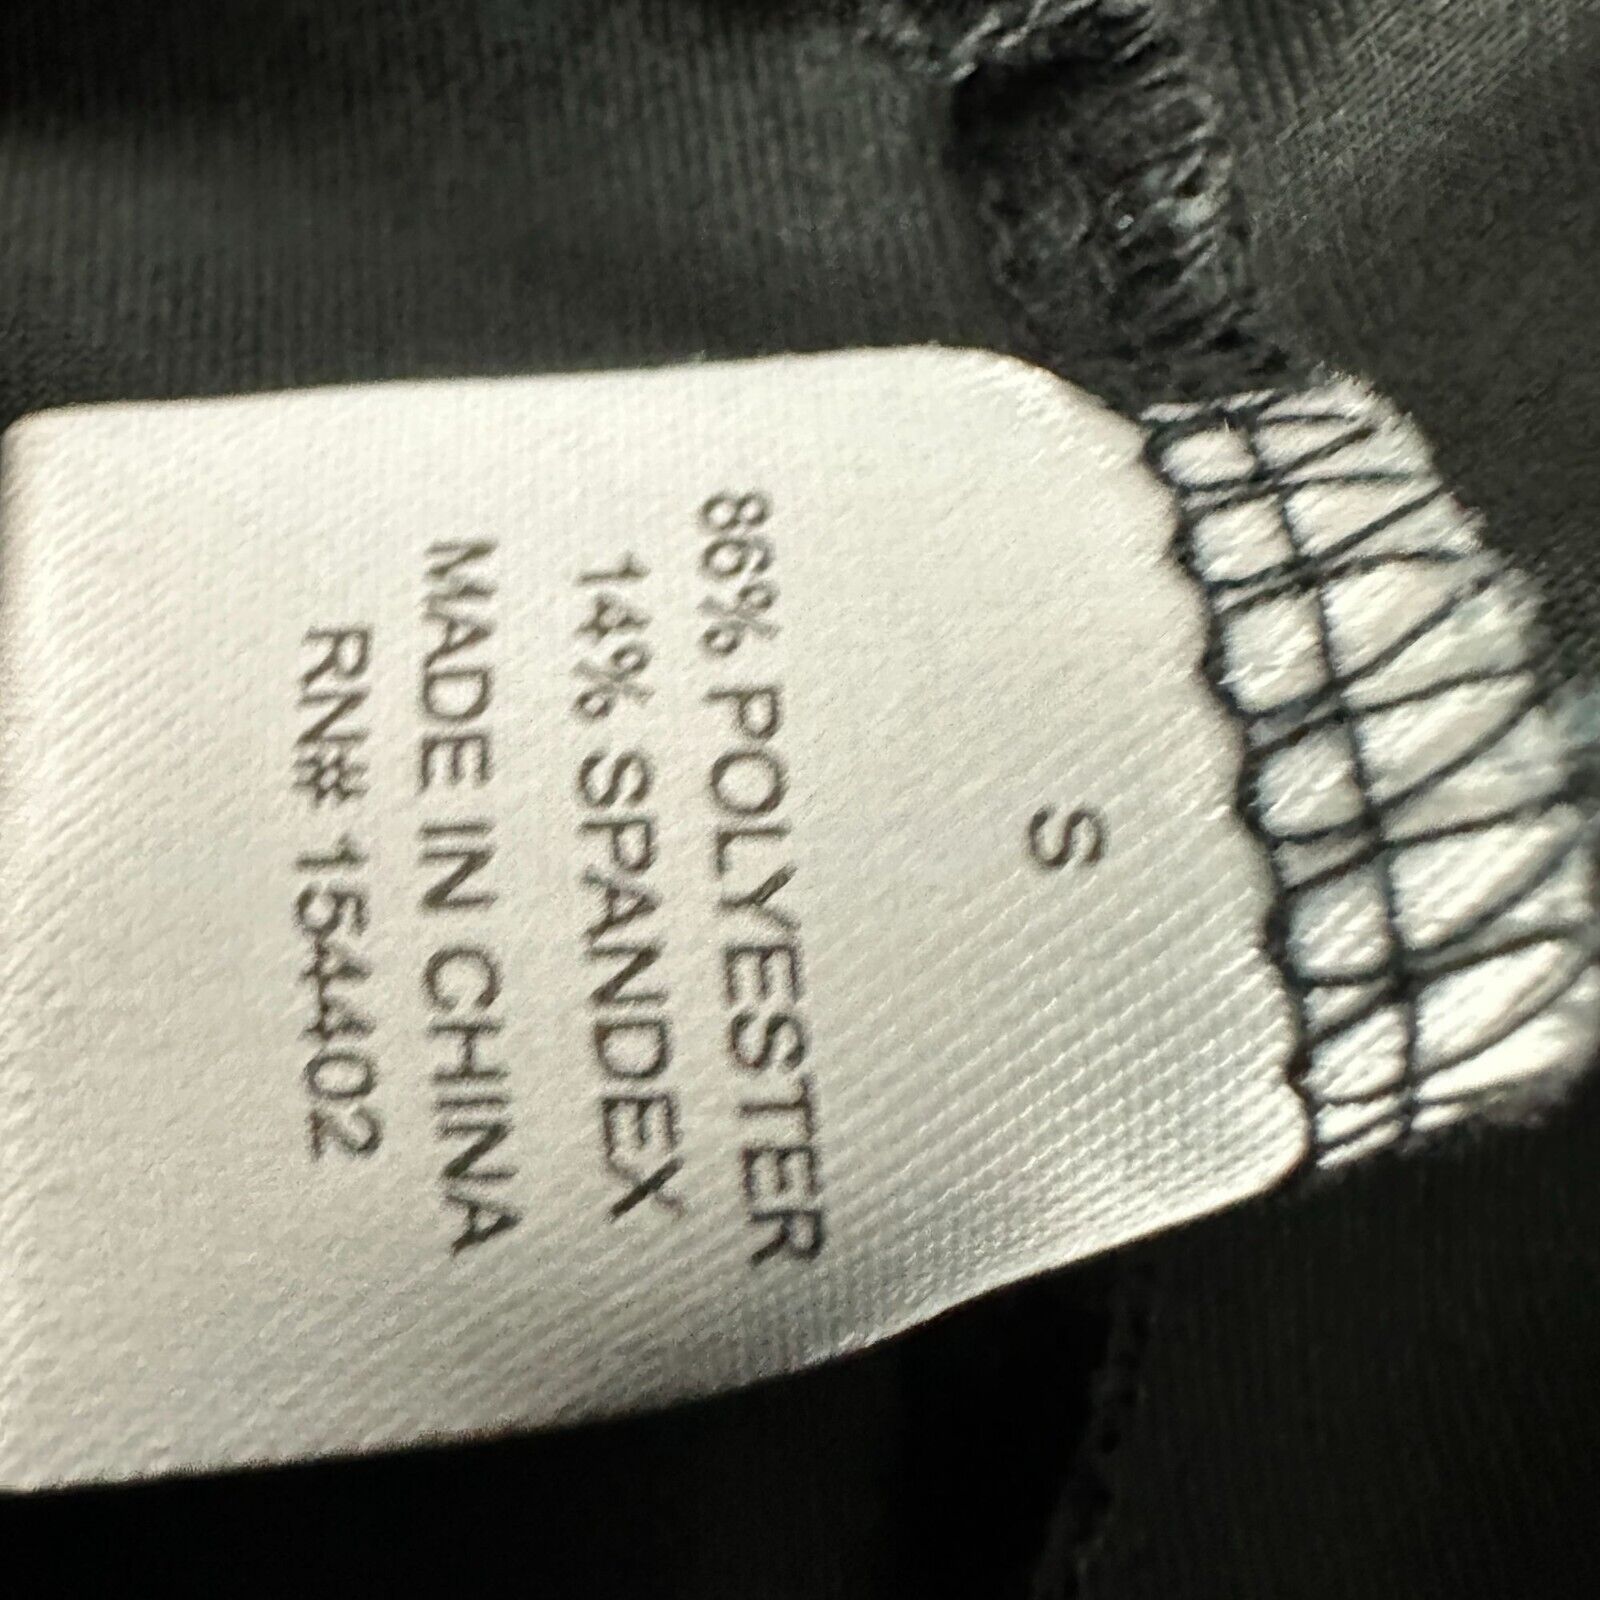 S
86% POLYESTER
14% SPANDEX
MADE IN CHINA
RN# 154402